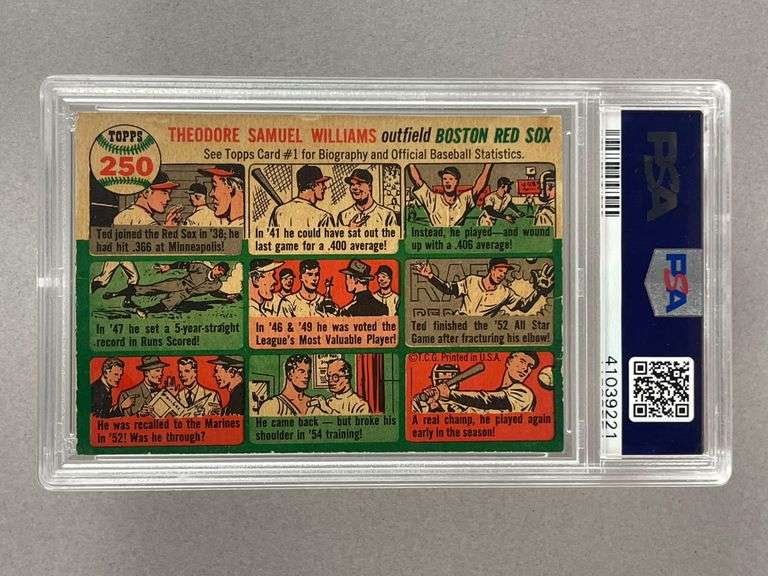 TOPPS
250
THEODORE SAMUEL WILLIAMS outfield BOSTON RED SOX
See Topps Card #1 for Biography and Official Baseball Statistics.
Ted joined the Red Sox in '38; he
had hit .366 at Minneapolis!
In '41 he could have sat out the
last game for a .400 average!
Instead, he played—and wound
up with a .406 average!
In '47 he set a 5-year-straight
record in Runs Scored!
In '46 & '49 he was voted the
League's Most Valuable Player!
Ted finished the '52 All Star
Game after fracturing his elbow!
He was recalled to the Marines
in '52! Was he through?
He came back — but broke his
shoulder in '54 training!
©T.C.G. Printed in U.S.A.
A real champ, he played again
early in the season!
PSA
PSA
41039221